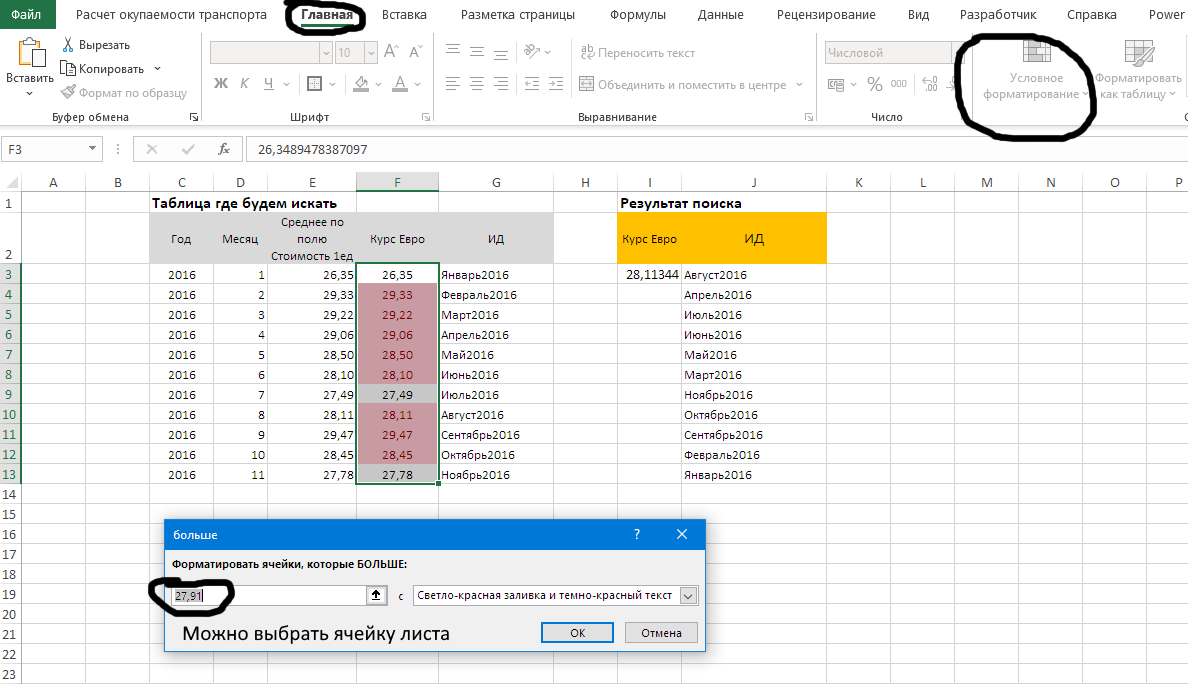 Файл Расчет окупаемости транспорта Главная Вставка Разметка страницы Формулы Данные Рецензирование Вид Разработчик Справка Power
Вставить
Вырезать
Копировать
Формат по образцу
Буфер обмена
10
Ж К Ч
Шрифт
Переносить текст
Объединить и поместить в центре
Выравнивание
Числовой
% 000
Число
Условное
форматирование
Форматировать
как таблицу
F3 fx 26,3489478387097
A B C D E F G H I J K L M N O P
1 Таблица где будем искать Результат поиска
2 Год Месяц Среднее по
полю
Стоимость 1ед Курс Евро ИД Курс Евро ИД
3 2016 1 26,35 26,35 Январь2016 28,11344 Август2016
4 2016 2 29,33 29,33 Февраль2016 Апрель2016
5 2016 3 29,22 29,22 Март2016 Июль2016
6 2016 4 29,06 29,06 Апрель2016 Июнь2016
7 2016 5 28,50 28,50 Май2016 Май2016
8 2016 6 28,10 28,10 Июнь2016 Март2016
9 2016 7 27,49 27,49 Июль2016 Ноябрь2016
10 2016 8 28,11 28,11 Август2016 Октябрь2016
11 2016 9 29,47 29,47 Сентябрь2016 Сентябрь2016
12 2016 10 28,45 28,45 Октябрь2016 Февраль2016
13 2016 11 27,78 27,78 Ноябрь2016 Январь2016
14
15
16
17
18
19
20
21
22
23
больше ?
Форматировать ячейки, которые БОЛЬШЕ:
27,91 с Светло-красная заливка и темно-красный текст
Можно выбрать ячейку листа
ОК Отмена